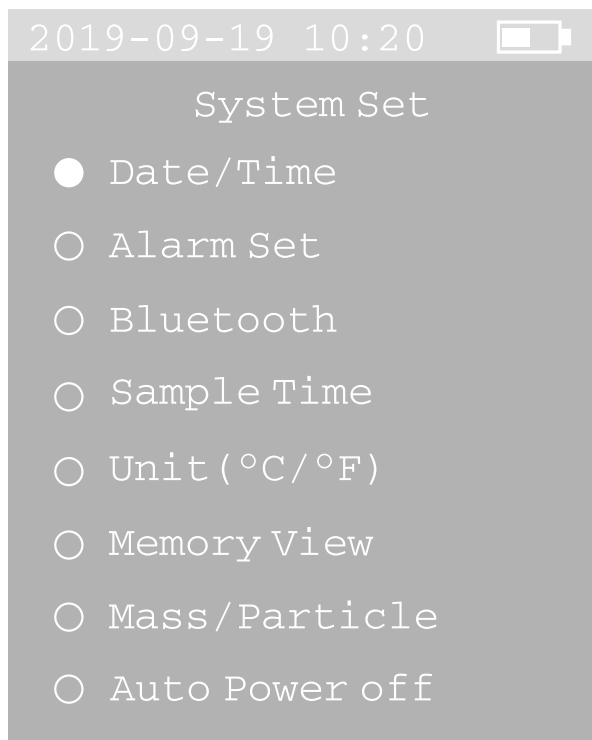 2019-09-19 10:20
System Set
Date/Time
Alarm Set
Bluetooth
Sample Time
Unit(°C/°F)
Memory View
Mass/Particle
Auto Power off